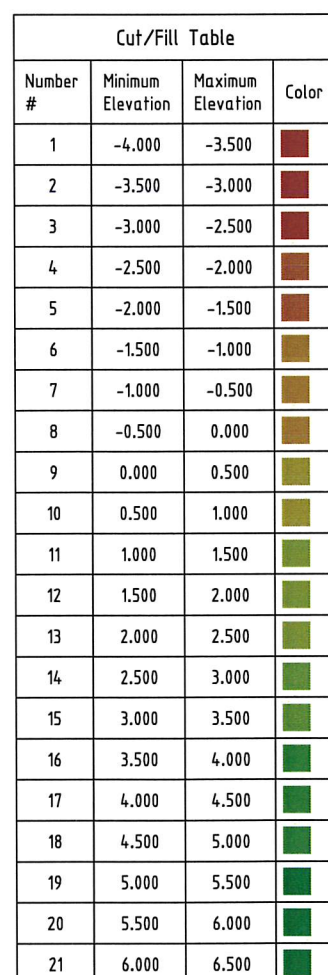 Cut/Fill Table
Number # Minimum Elevation Maximum Elevation Color
1 -4.000 -3.500
2 -3.500 -3.000
3 -3.000 -2.500
4 -2.500 -2.000
5 -2.000 -1.500
6 -1.500 -1.000
7 -1.000 -0.500
8 -0.500 0.000
9 0.000 0.500
10 0.500 1.000
11 1.000 1.500
12 1.500 2.000
13 2.000 2.500
14 2.500 3.000
15 3.000 3.500
16 3.500 4.000
17 4.000 4.500
18 4.500 5.000
19 5.000 5.500
20 5.500 6.000
21 6.000 6.500